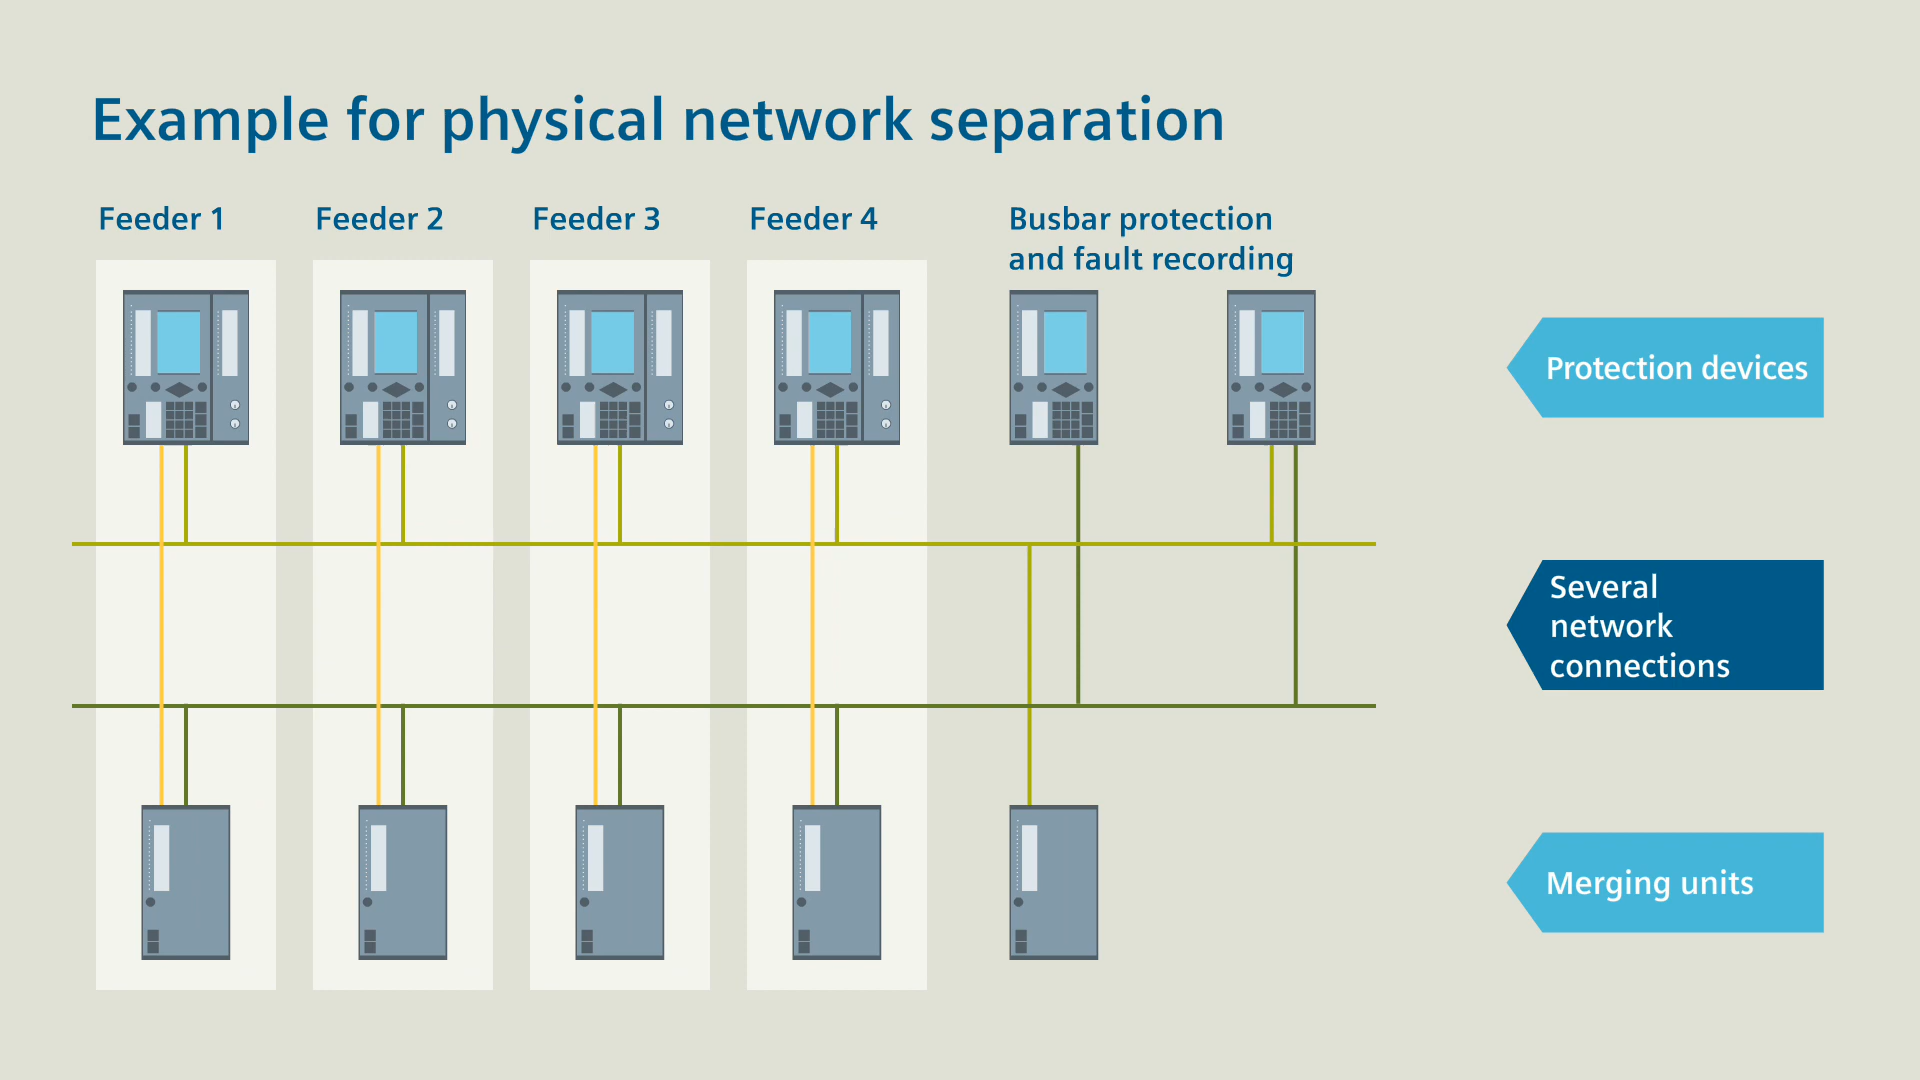 Example for physical network separation
Feeder 1
Feeder 2
Feeder 3
Feeder 4
Busbar protection
and fault recording
Protection devices
Several
network
connections
Merging units